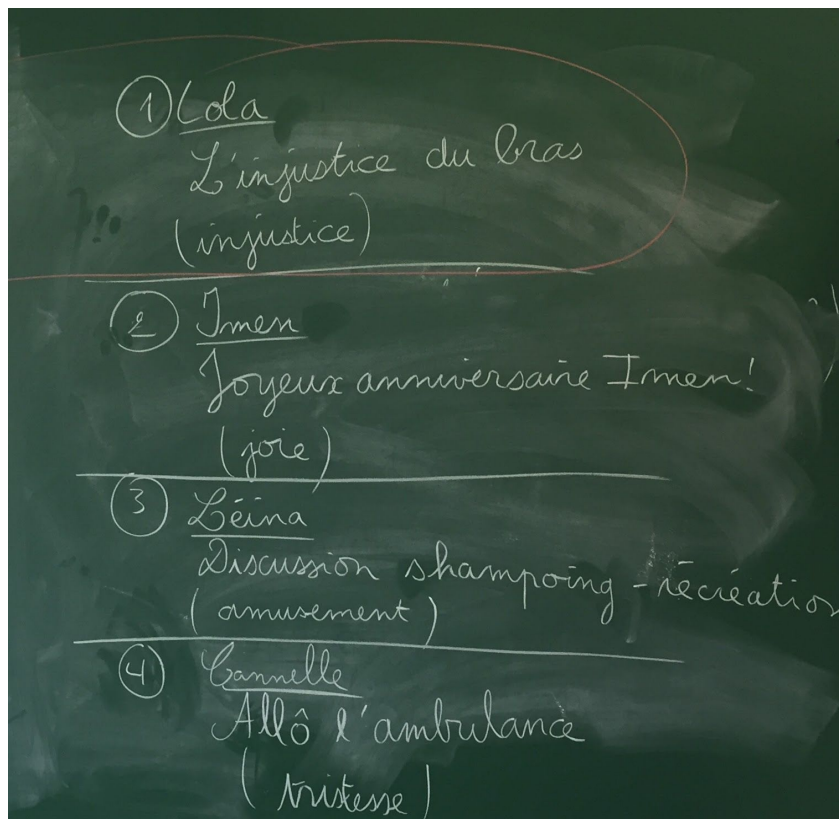 1 Lola
L'injustice du bras
(injustice)
2 Imen
Joyeux anniversaire Imen!
(joie)
3 Léina
Discussion shampoing - récréation
(amusement)
4 Cannelle
Allô l'ambulance
(tristesse)